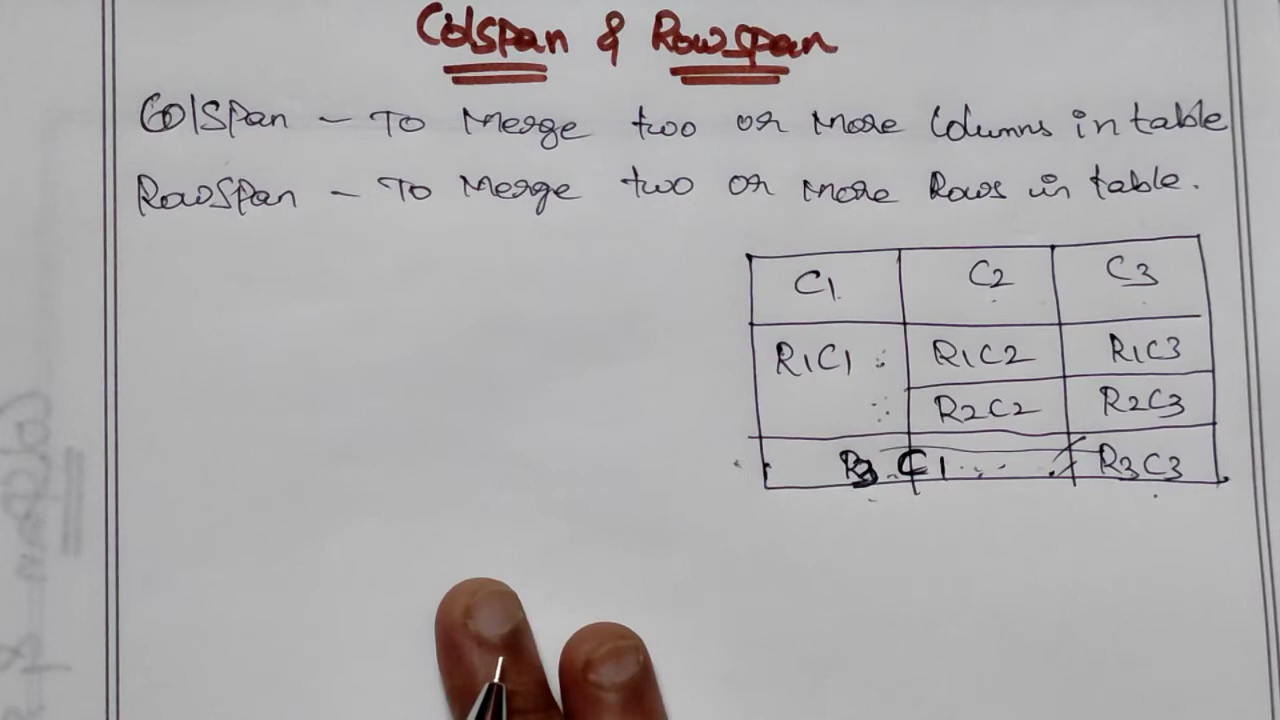 Colspan & Rowspan
Colspan - To Merge two or more Columns in table
RowSpan - To Merge two or more Rows in table.
C1 C2 C3
R1C1 R1C2 R1C3
R2C2 R2C3
R3C1 R3C3